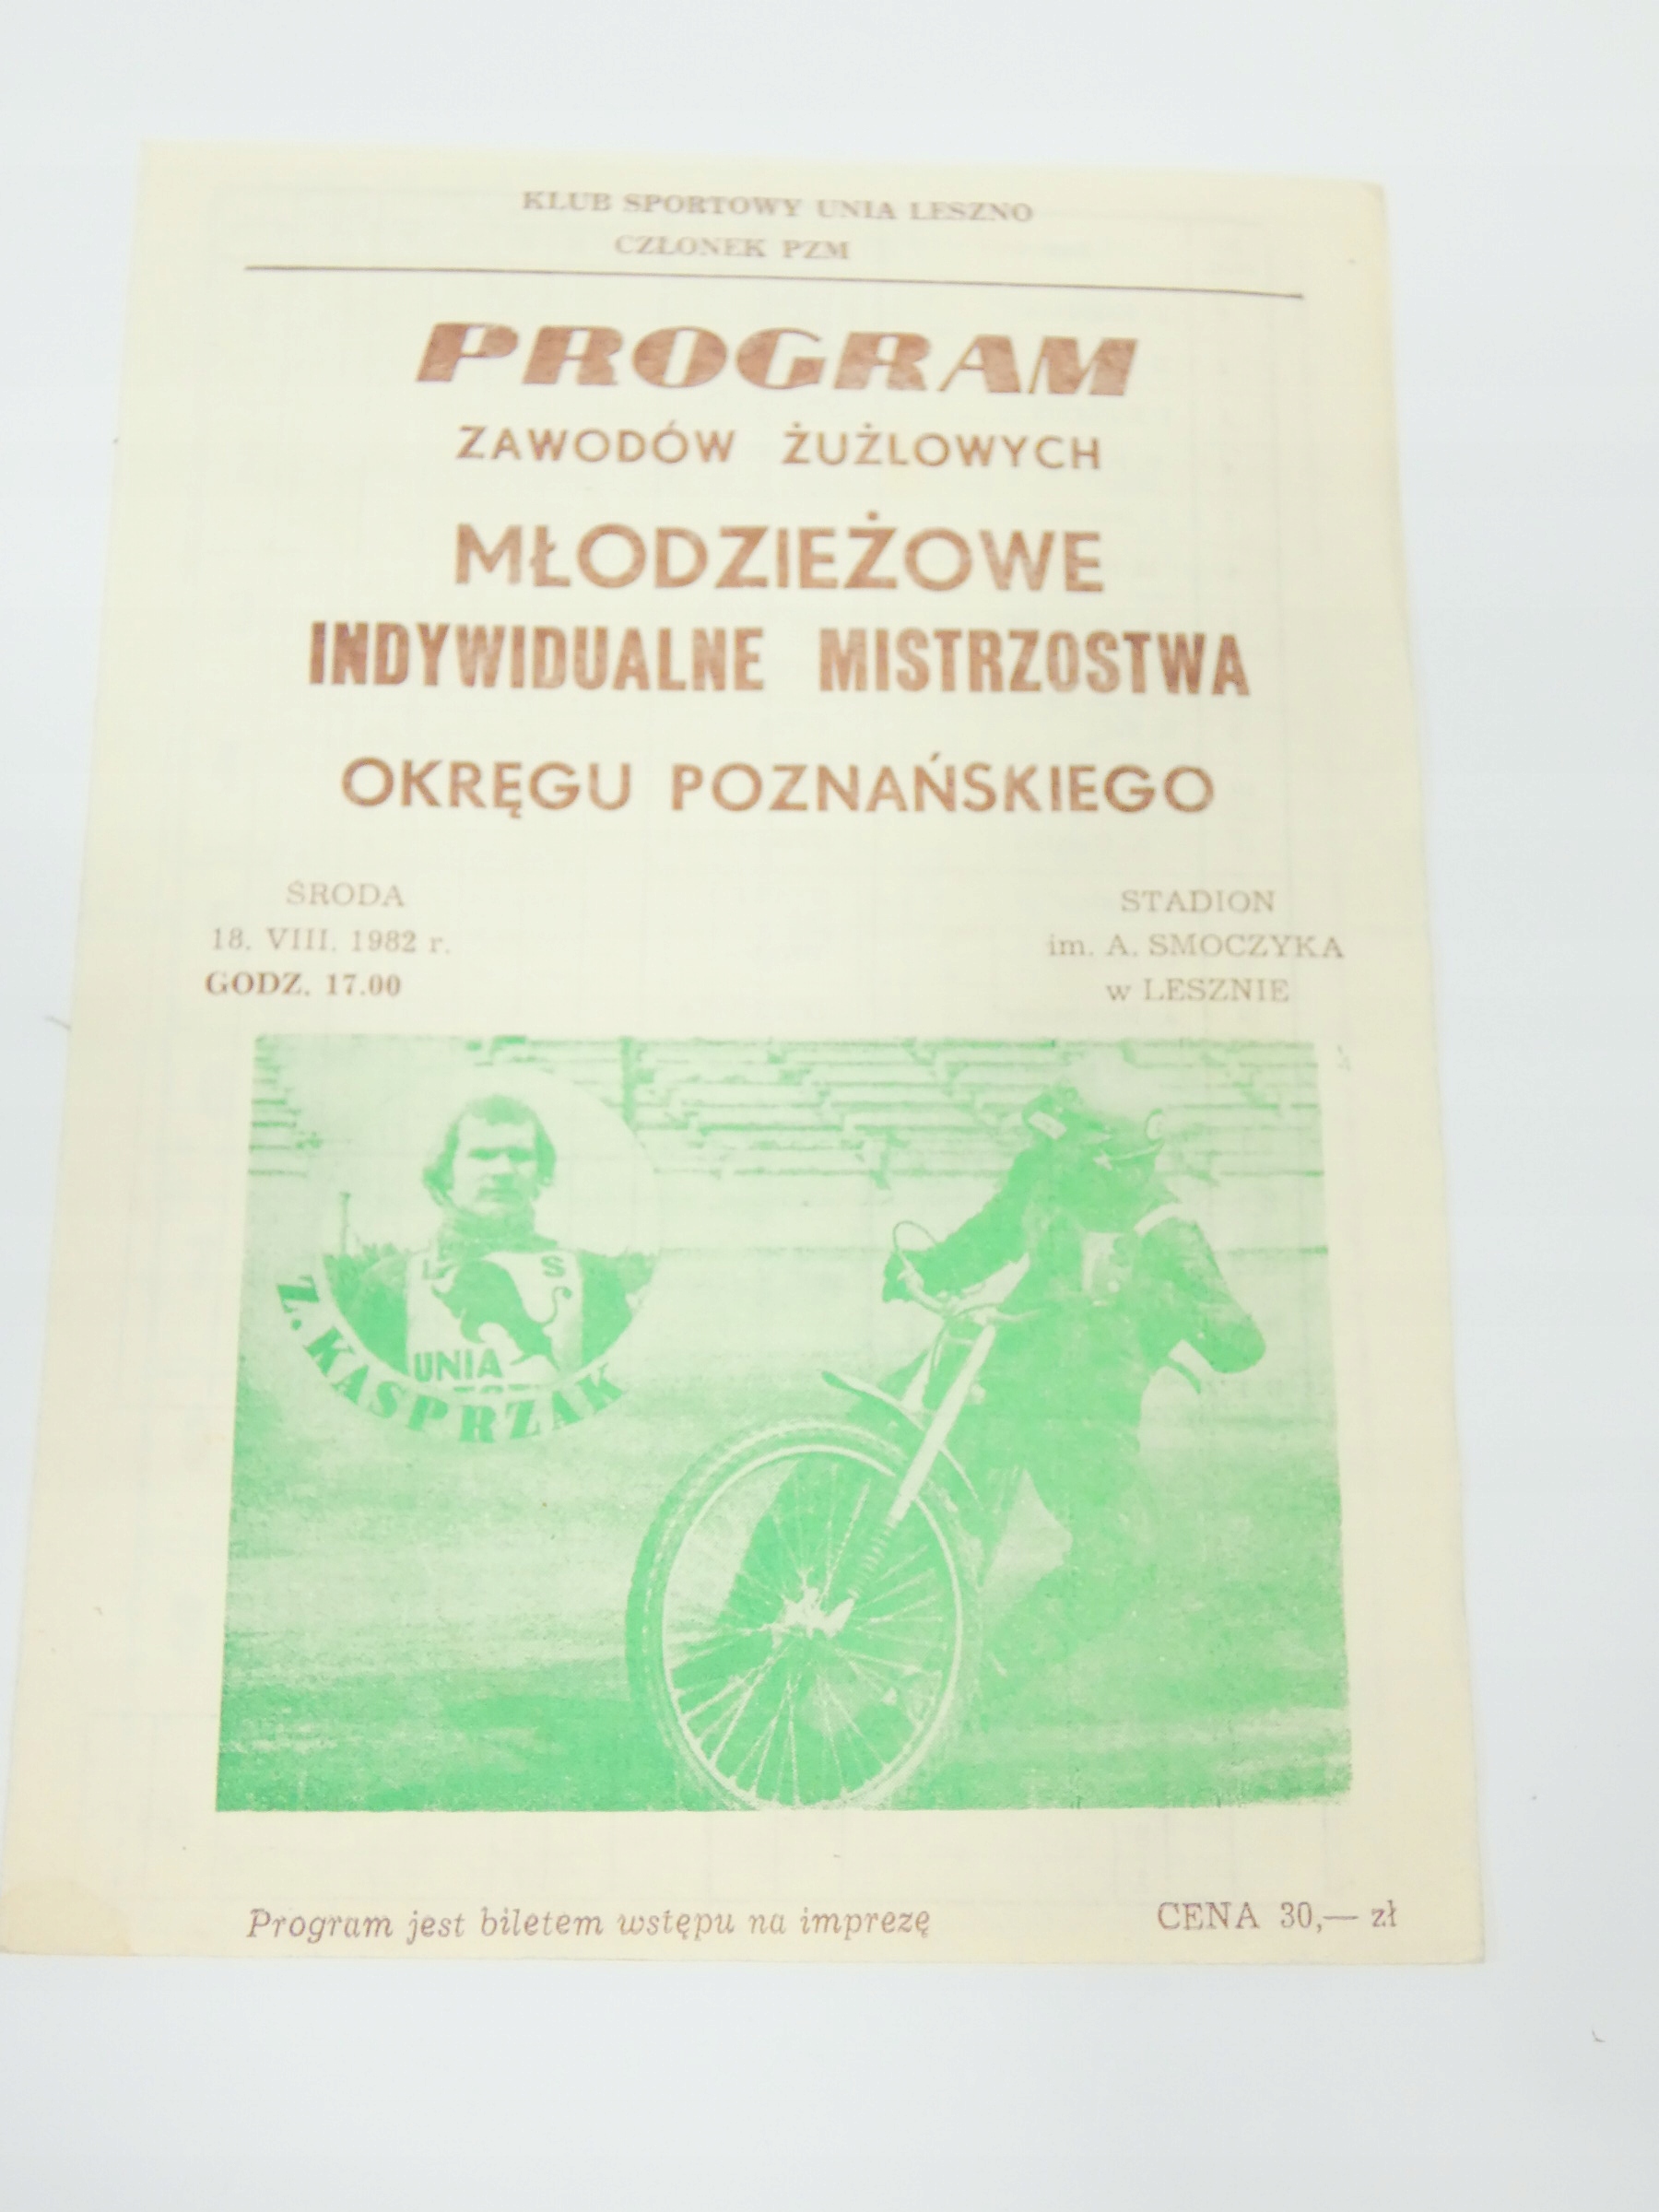 KLUB SPORTOWY UNIA LESZNO
CZŁONEK PZM
PROGRAM
ZAWODÓW ŻUŻLOWYCH
MŁODZIEŻOWE
INDYWIDUALNE MISTRZOSTWA
OKRĘGU POZNAŃSKIEGO
ŚRODA
18. VIII. 1982 r.
GODZ. 17.00
STADION
im. A. SMOCZYKA
w LESZNIE
L S
UNIA
Z. KASPRZAK
Program jest biletem wstępu na imprezę
CENA 30,— zł